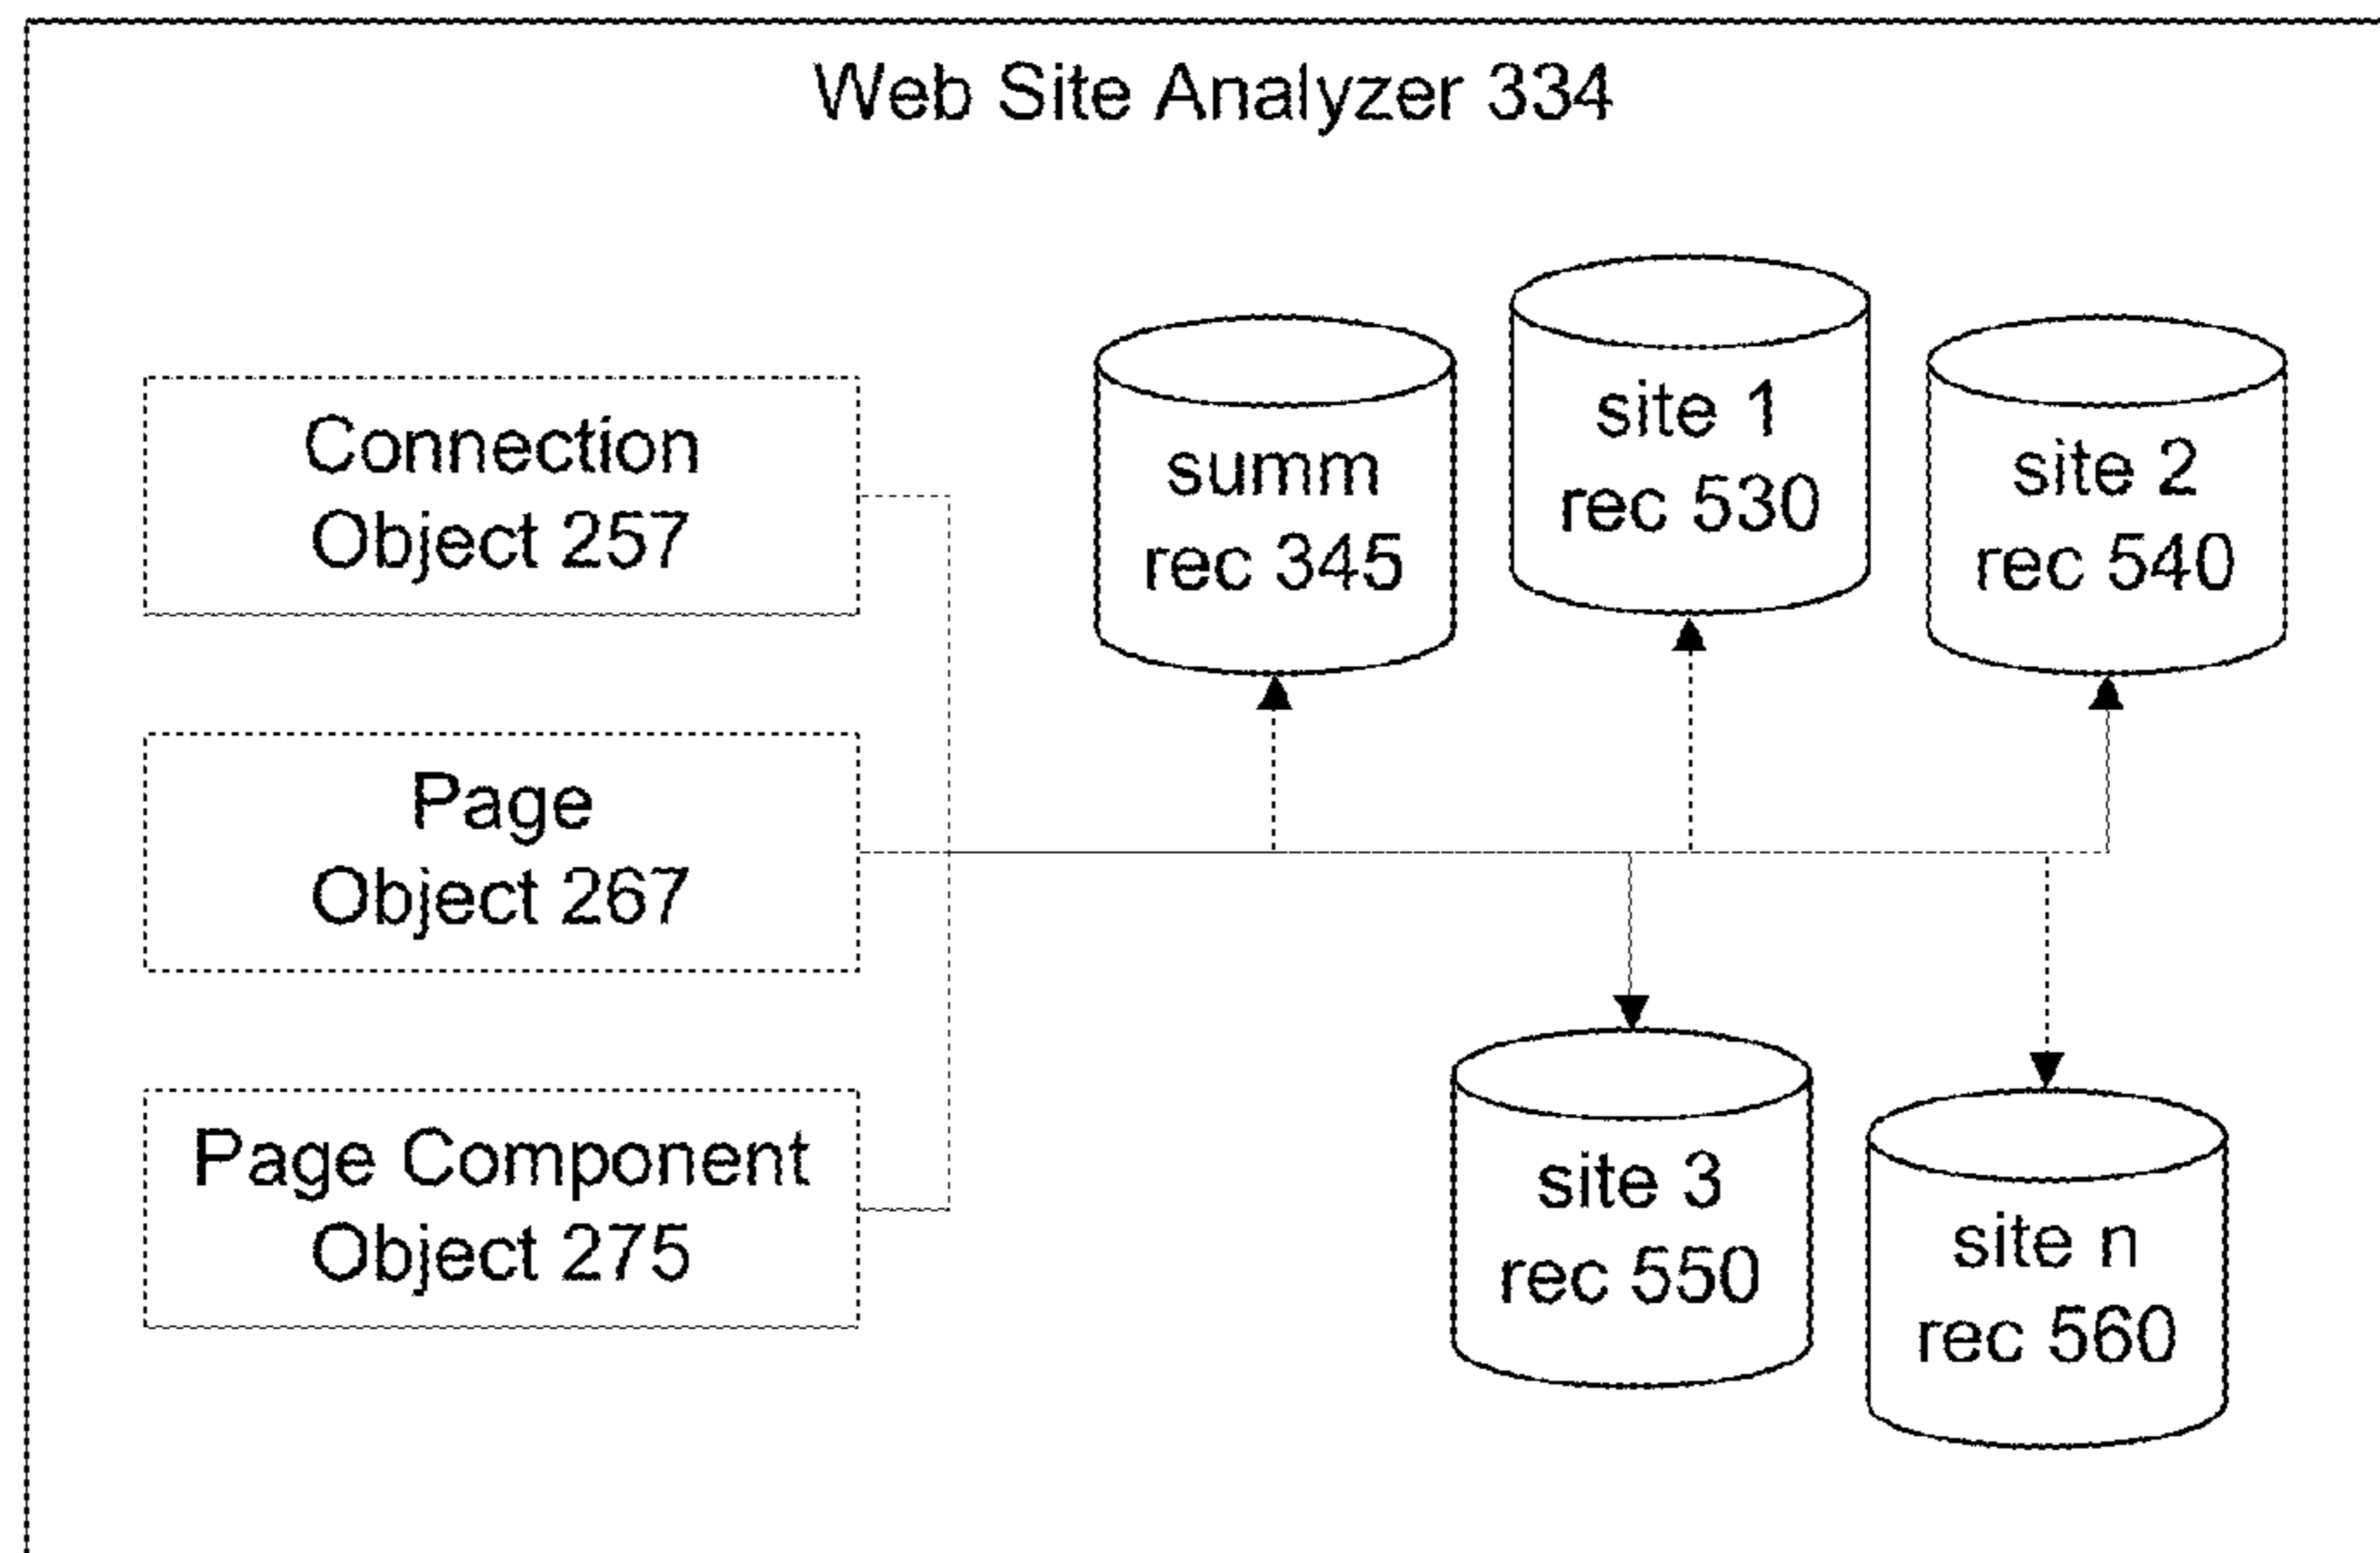 Web Site Analyzer 334
Connection
Object 257
Page
Object 267
Page Component
Object 275
summ
rec 345
site 1
rec 530
site 2
rec 540
site 3
rec 550
site n
rec 560